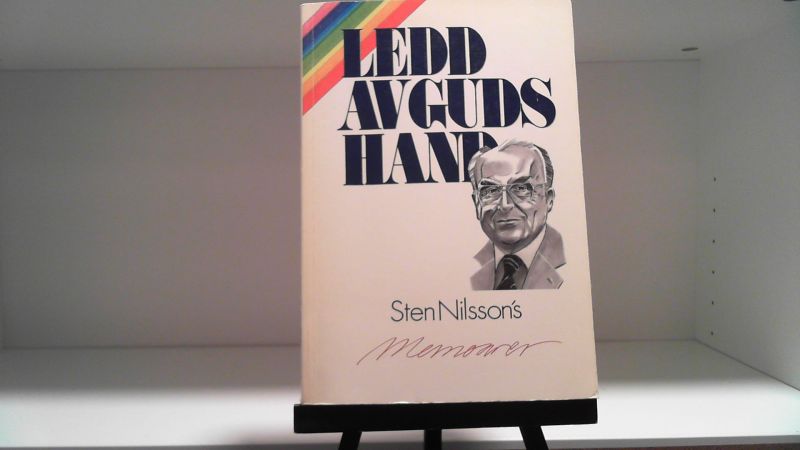 LEDD
AV GUDS
HAND
Sten Nilsson's
Memoarer